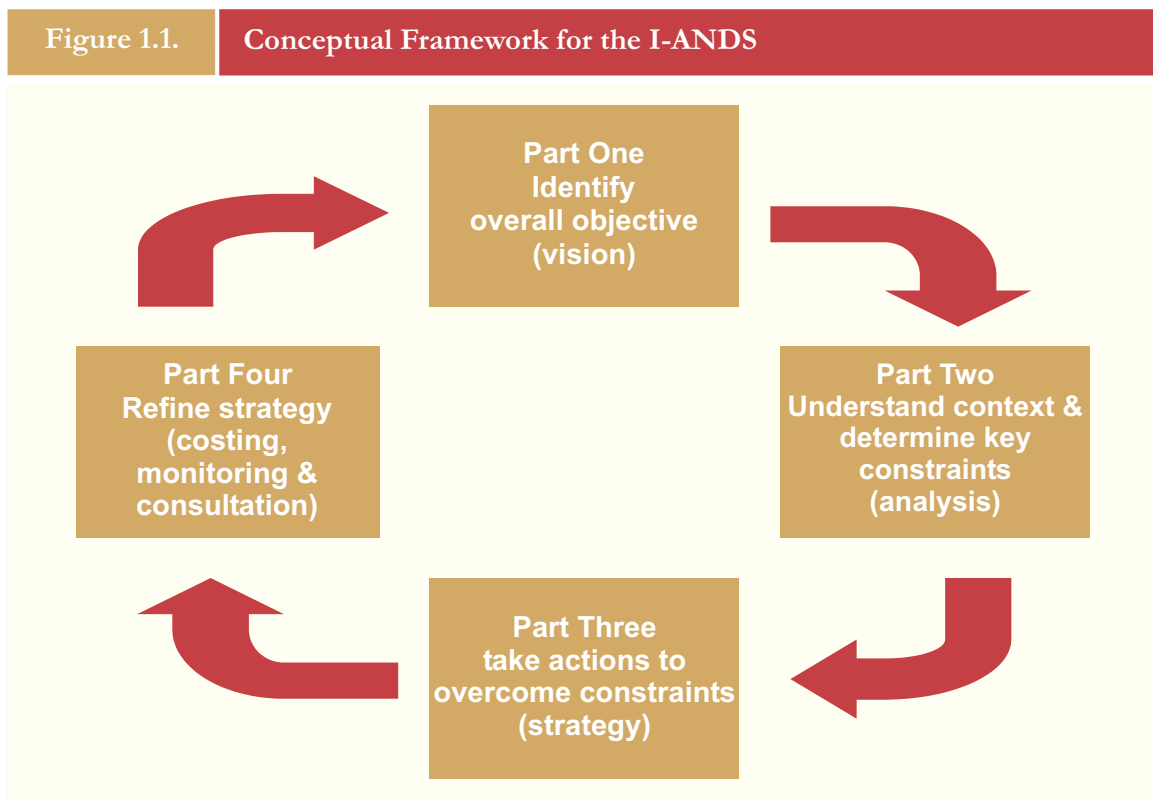 Figure 1.1.
Conceptual Framework for the I-ANDS
Part One
Identify
overall objective
(vision)
Part Two
Understand context &
determine key
constraints
(analysis)
Part Three
take actions to
overcome constraints
(strategy)
Part Four
Refine strategy
(costing,
monitoring &
consultation)